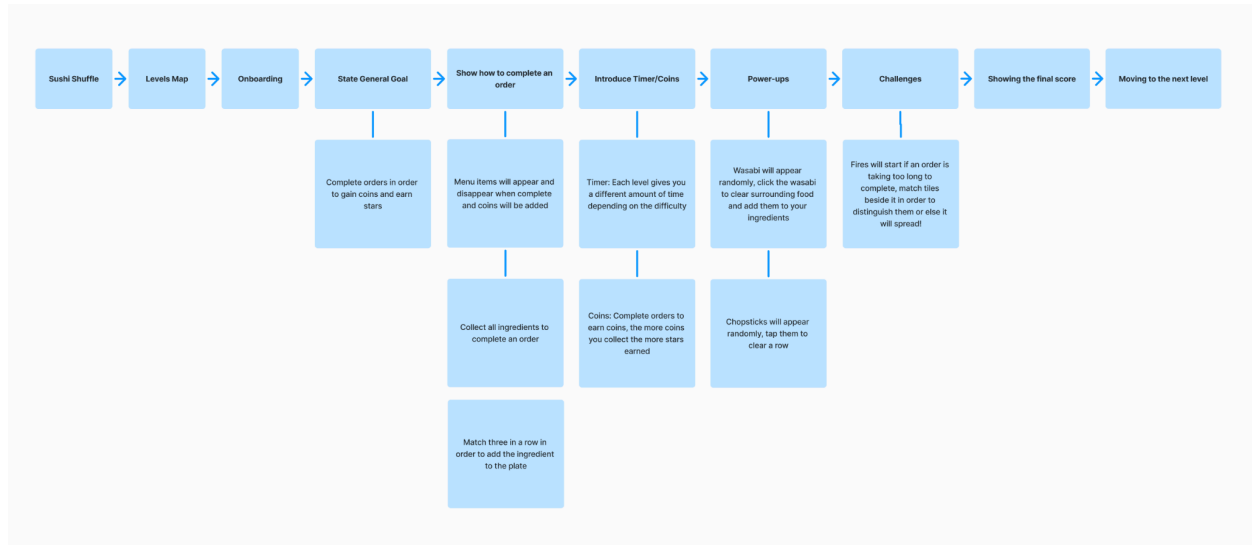 Sushi Shuffle
Levels Map
Onboarding
State General Goal
Show how to complete an
order
Introduce Timer/Coins
Power-ups
Challenges
Showing the final score
Moving to the next level
Complete orders in order
to gain coins and earn
stars
Menu items will appear and
disappear when complete
and coins will be added
Timer: Each level gives you
a different amount of time
depending on the difficulty
Wasabi will appear
randomly, click the wasabi
to clear surrounding food
and add them to your
ingredients
Fires will start if an order is
taking too long to
complete, match tiles
beside it in order to
distinguish them or else it
will spread!
Collect all ingredients to
complete an order
Coins: Complete orders to
earn coins, the more coins
you collect the more stars
earned
Chopsticks will appear
randomly, tap them to
clear a row
Match three in a row in
order to add the ingredient
to the plate